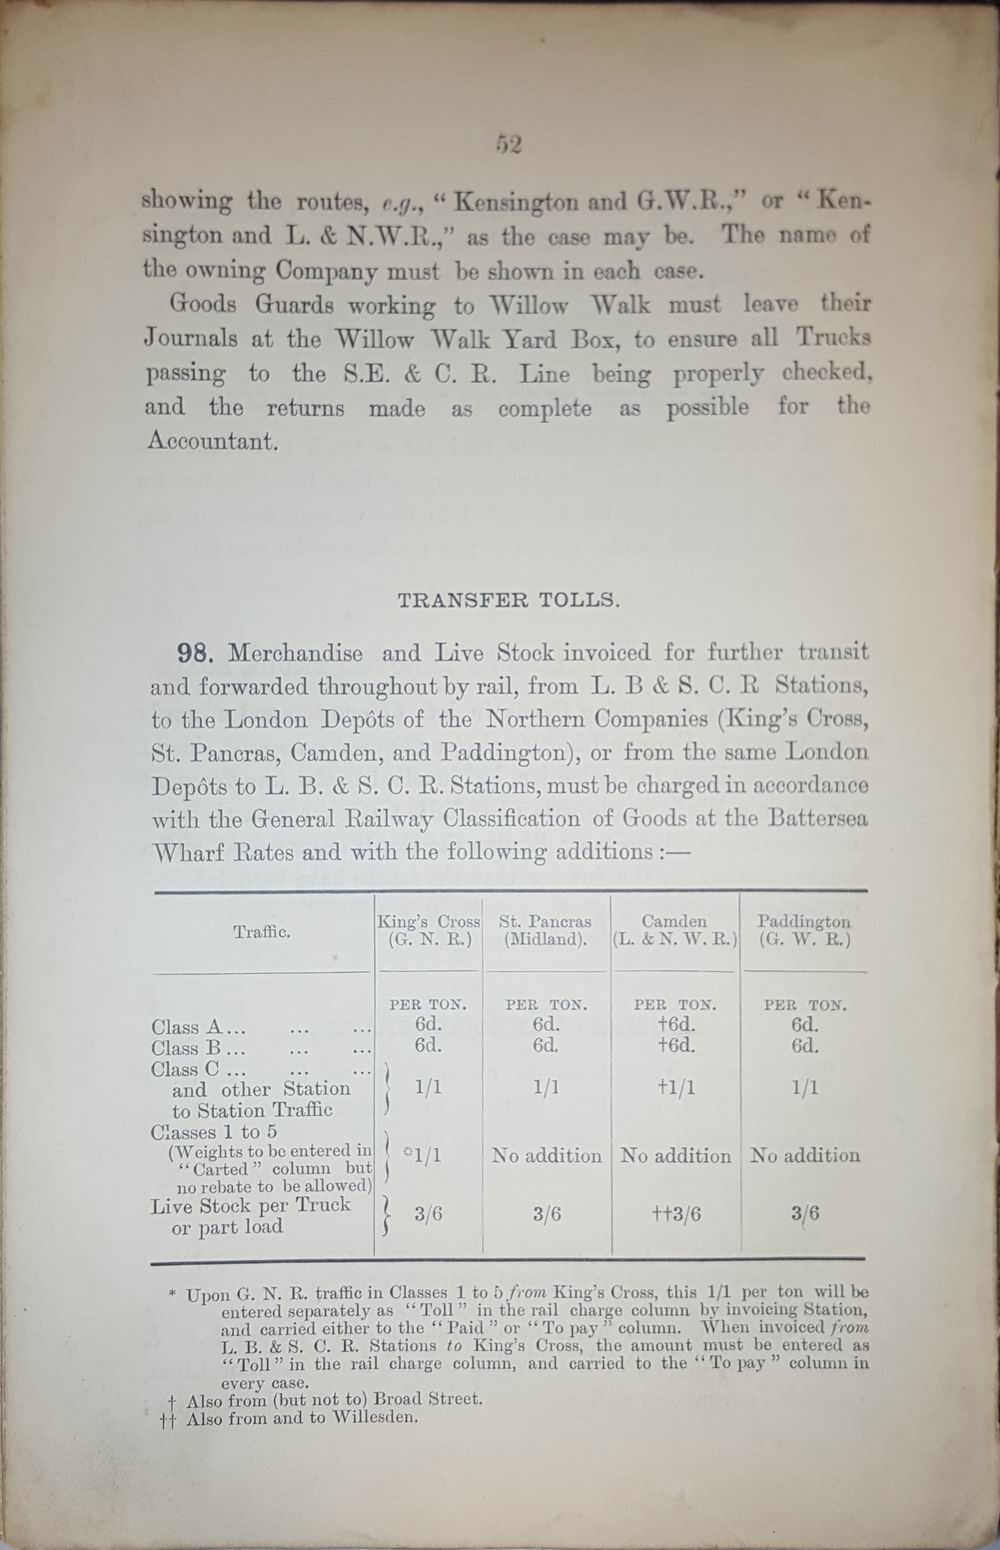 52
showing the routes, e.g., “ Kensington and G.W.R.,” or “ Ken-
sington and L. & N.W.R.,” as the case may be. The name of
the owning Company must be shown in each case.
Goods Guards working to Willow Walk must leave their
Journals at the Willow Walk Yard Box, to ensure all Trucks
passing to the S.E. & C. R. Line being properly checked,
and the returns made as complete as possible for the
Accountant.
TRANSFER TOLLS.
98. Merchandise and Live Stock invoiced for further transit
and forwarded throughout by rail, from L. B & S. C. R Stations,
to the London Depôts of the Northern Companies (King’s Cross,
St. Pancras, Camden, and Paddington), or from the same London
Depôts to L. B. & S. C. R. Stations, must be charged in accordance
with the General Railway Classification of Goods at the Battersea
Wharf Rates and with the following additions :—
Traffic. King’s Cross (G. N. R.) St. Pancras (Midland). Camden (L. & N. W. R.) Paddington (G. W. R.)
PER TON. PER TON. PER TON. PER TON.
Class A... ... ... 6d. 6d. †6d. 6d.
Class B ... ... ... 6d. 6d. †6d. 6d.
Class C ... ... ...
and other Station 1/1 1/1 †1/1 1/1
to Station Traffic
Classes 1 to 5
(Weights to be entered in *1/1 No addition No addition No addition
“ Carted ” column but
no rebate to be allowed)
Live Stock per Truck 3/6 3/6 ††3/6 3/6
or part load
* Upon G. N. R. traffic in Classes 1 to 5 from King’s Cross, this 1/1 per ton will be
entered separately as “ Toll ” in the rail charge column by invoicing Station,
and carried either to the “ Paid ” or “ To pay ” column. When invoiced from
L. B. & S. C. R. Stations to King’s Cross, the amount must be entered as
“ Toll ” in the rail charge column, and carried to the “ To pay ” column in
every case.
† Also from (but not to) Broad Street.
†† Also from and to Willesden.